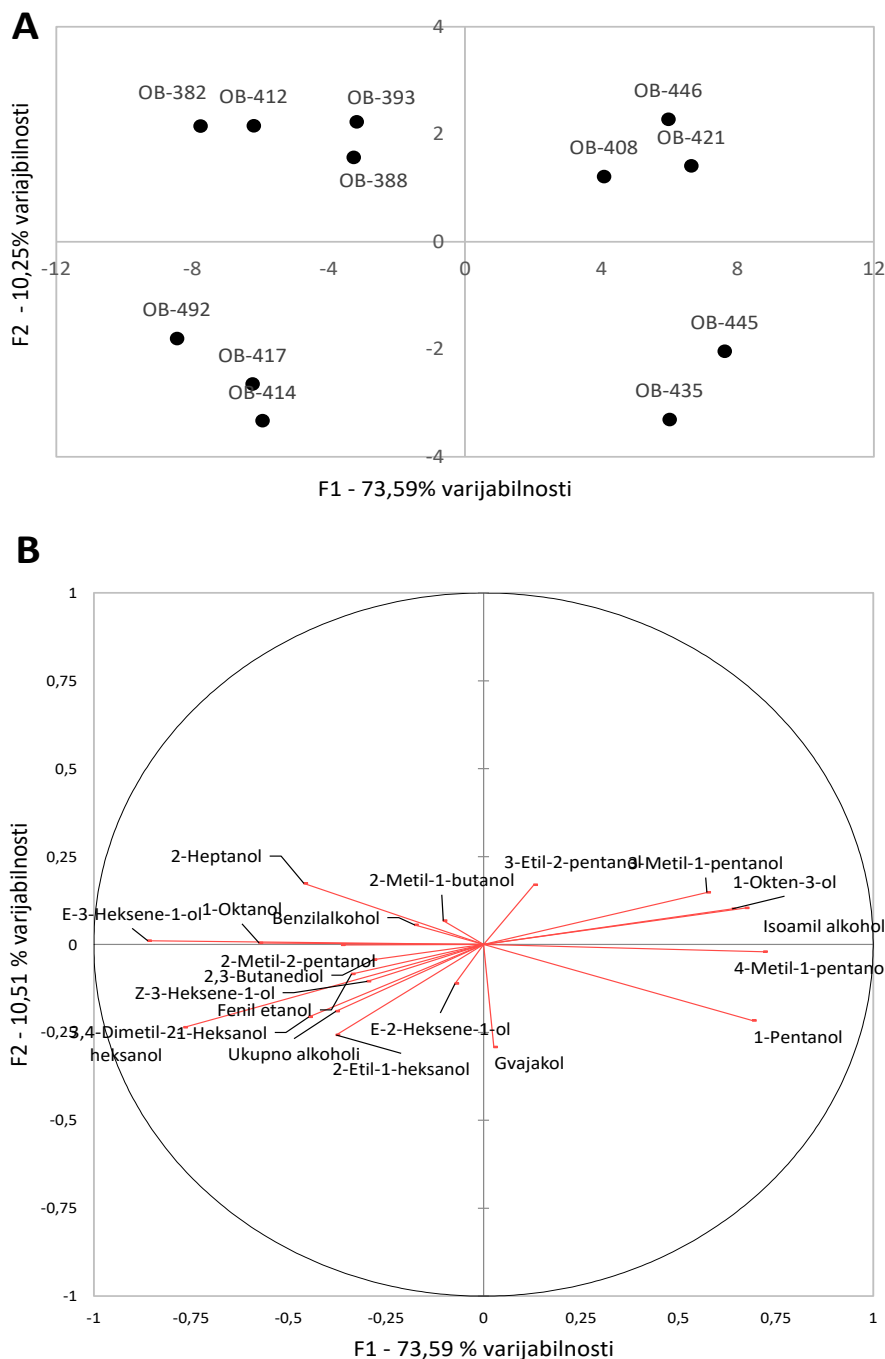 A
4
OB-382
OB-412
OB-393
OB-446
OB-421
2
OB-408
OB-388
0
-12
-8
-4
0
4
8
12
OB-492
OB-445
-2
OB-417
OB-414
OB-435
-4
F2 - 10,25% variajbilnosti
F1 - 73,59% varijabilnosti
B
1
0,75
0,5
0,25
0
-0,25
-0,5
-0,75
-1
2-Heptanol
2-Metil-1-butanol
3-Etil-2-pentanol
3-Metil-1-pentanol
1-Okten-3-ol
E-3-Heksene-1-ol
1-Oktanol
Benzilalkohol
Isoamil alkohol
2-Metil-2-pentanol
4-Metil-1-pentano
2,3-Butanediol
Z-3-Heksene-1-ol
Fenil etanol
3,4-Dimetil-2-
heksanol
1-Heksanol
E-2-Heksene-1-ol
1-Pentanol
Ukupno alkoholi
2-Etil-1-heksanol
Gvajakol
-1
-0,75
-0,5
-0,25
0
0,25
0,5
0,75
1
F2 - 10,51 % varijabilnosti
F1 - 73,59 % varijabilnosti